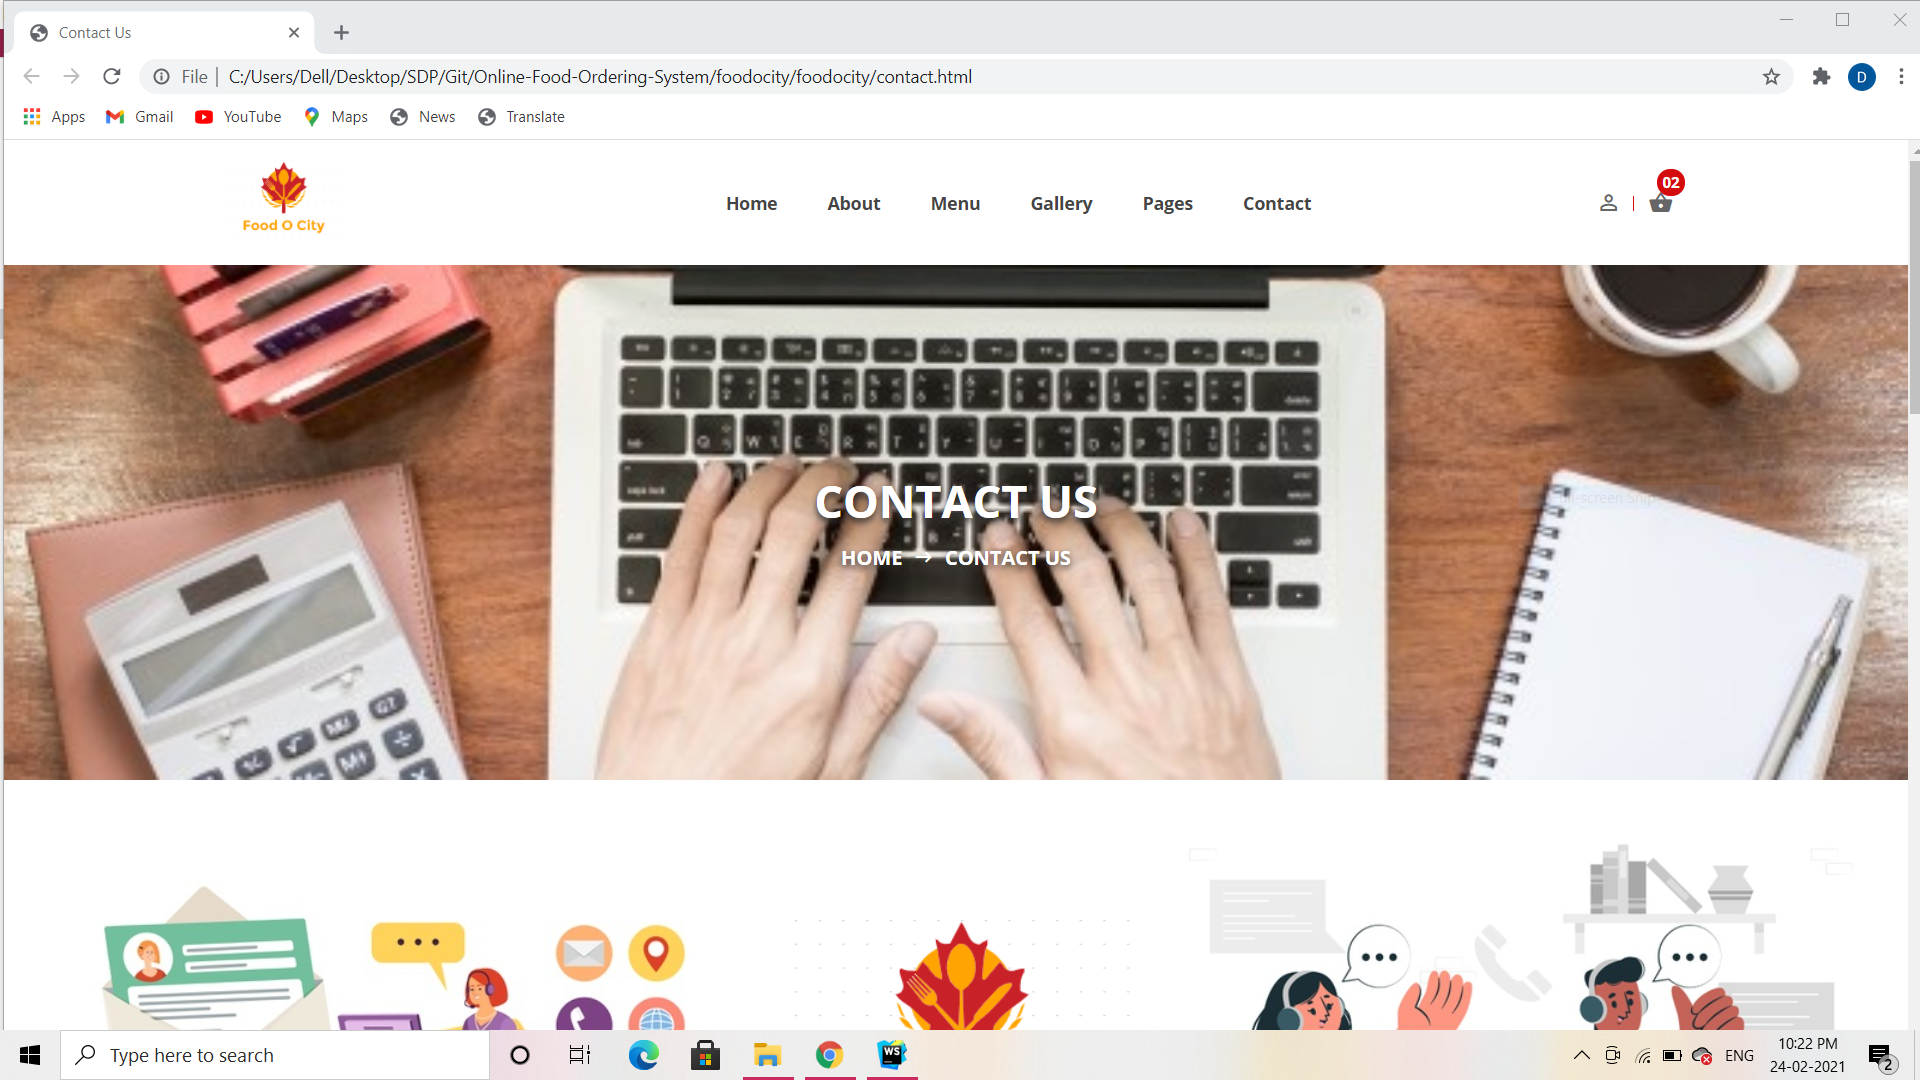 Contact Us
File
C:/Users/Dell/Desktop/SDP/Git/Online-Food-Ordering-System/foodocity/foodocity/contact.html
D
Apps
Gmail
YouTube
Maps
News
Translate
Food O City
Home
About
Menu
Gallery
Pages
Contact
02
CONTACT US
HOME → CONTACT US
Type here to search
WS
ENG
10:22 PM
24-02-2021
2